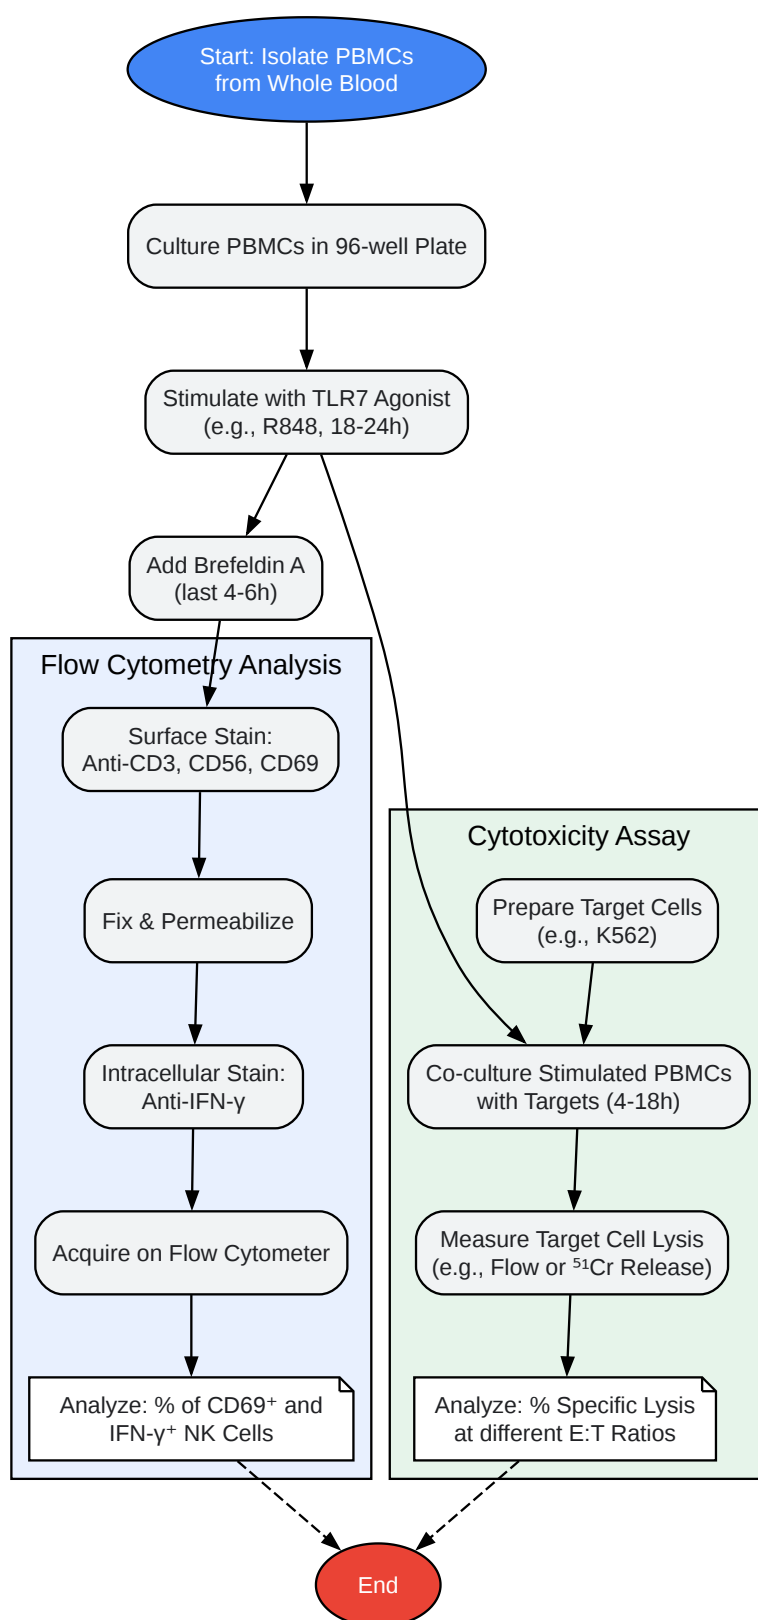 Start: Isolate PBMCs
from Whole Blood
Culture PBMCs in 96-well Plate
Stimulate with TLR7 Agonist
(e.g., R848, 18-24h)
Add Brefeldin A
(last 4-6h)
Flow Cytometry Analysis
Surface Stain:
Anti-CD3, CD56, CD69
Fix & Permeabilize
Intracellular Stain:
Anti-IFN-γ
Acquire on Flow Cytometer
Analyze: % of CD69⁺ and
IFN-γ⁺ NK Cells
Cytotoxicity Assay
Prepare Target Cells
(e.g., K562)
Co-culture Stimulated PBMCs
with Targets (4-18h)
Measure Target Cell Lysis
(e.g., Flow or ⁵¹Cr Release)
Analyze: % Specific Lysis
at different E:T Ratios
End